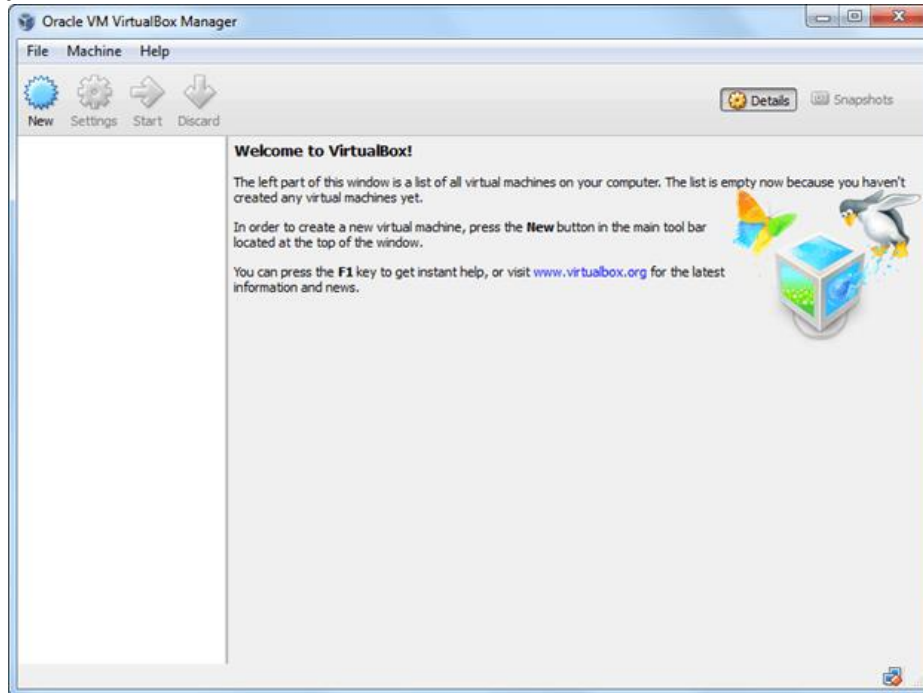 Oracle VM VirtualBox Manager
File Machine Help
New Settings Start Discard
Details Snapshots
Welcome to VirtualBox!
The left part of this window is a list of all virtual machines on your computer. The list is empty now because you haven't
created any virtual machines yet.
In order to create a new virtual machine, press the New button in the main tool bar
located at the top of the window.
You can press the F1 key to get instant help, or visit www.virtualbox.org for the latest
information and news.